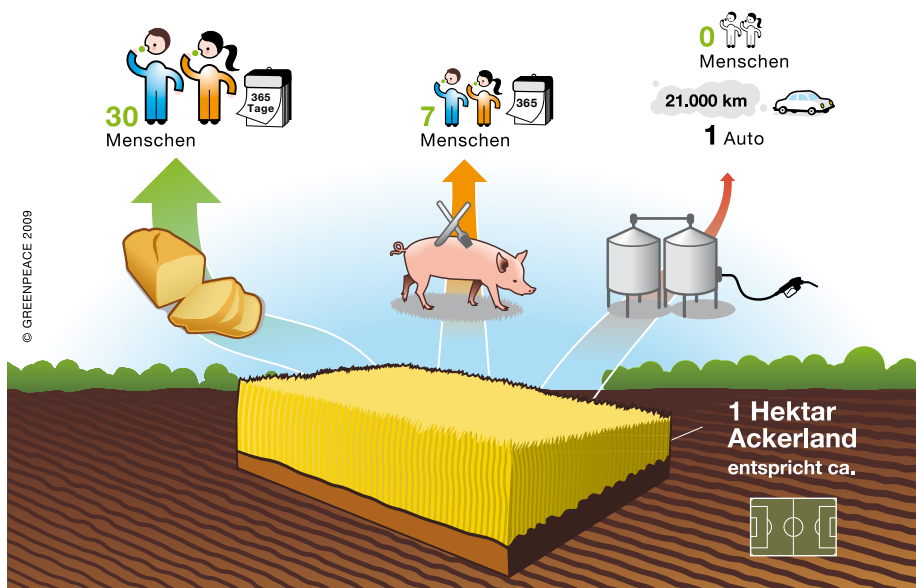 30
Menschen
365
Tage
7
Menschen
365
0
Menschen
21.000 km
1 Auto
© GREENPEACE 2009
1 Hektar
Ackerland
entspricht ca.